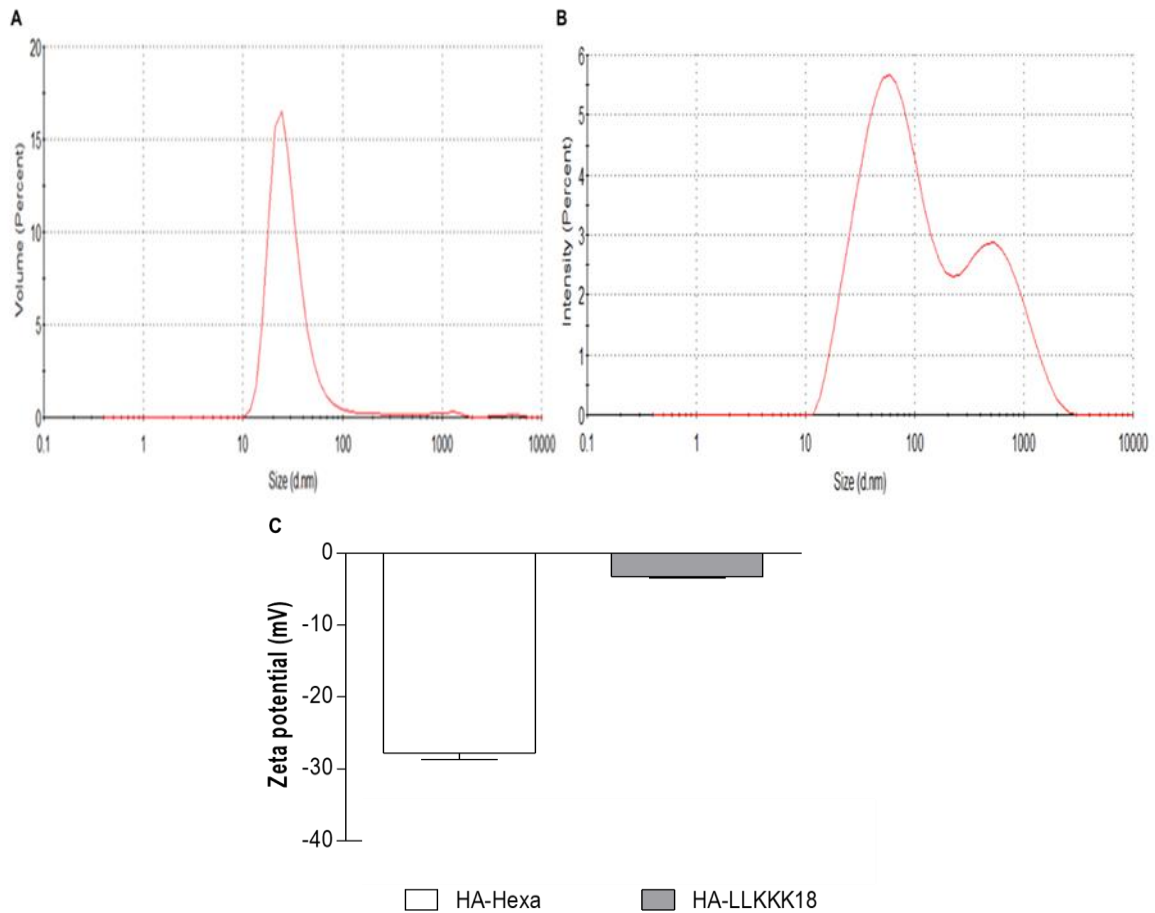 A
B
20
15
10
5
0
Volume (Percent)
0.1 1 10 100 1000 10000
Size (d.nm)
6
5
4
3
2
1
0
Intensity (Percent)
0.1 1 10 100 1000 10000
Size (d.nm)
C
0
-10
-20
-30
-40
Zeta potential (mV)
HA-Hexa HA-LLKKK18